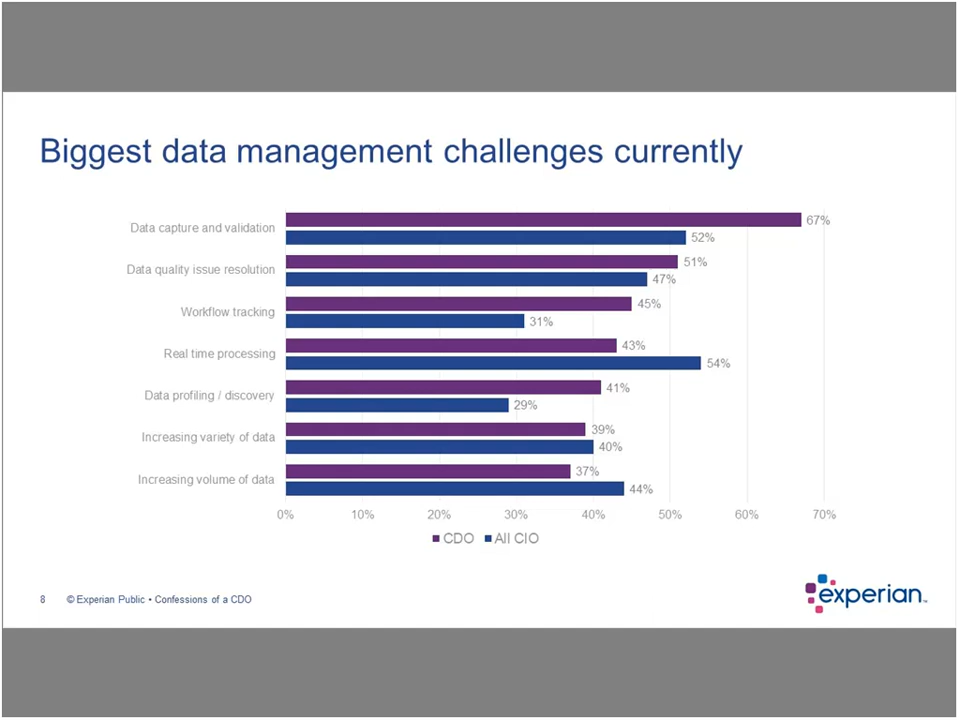 Biggest data management challenges currently
Data capture and validation
67%
52%
Data quality issue resolution
51%
47%
Workflow tracking
45%
31%
Real time processing
43%
54%
Data profiling / discovery
41%
29%
Increasing variety of data
39%
40%
Increasing volume of data
37%
44%
0% 10% 20% 30% 40% 50% 60% 70%
CDO All CIO
8 © Experian Public • Confessions of a CDO
experian™